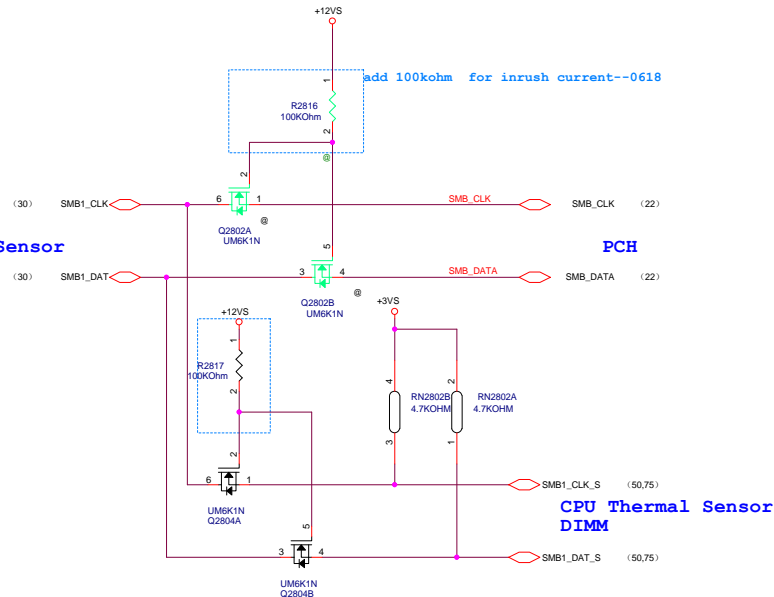 +12VS
add 100kohm  for inrush current--0618
1
R2816
100KOhm
2
@
2
(30) SMB1_CLK 6 1 SMB_CLK SMB_CLK (22)
@
Q2802A
UM6K1N
Sensor
5
PCH
(30) SMB1_DAT 3 4 SMB_DATA SMB_DATA (22)
@
Q2802B
UM6K1N
+12VS
+3VS
1
R2817
100KOhm
2
4 RN2802B 2 RN2802A
4.7KOHM 4.7KOHM
3 1
2
6 1 SMB1_CLK_S (50,75)
UM6K1N
Q2804A
CPU Thermal Sensor
DIMM
5
3 4 SMB1_DAT_S (50,75)
UM6K1N
Q2804B